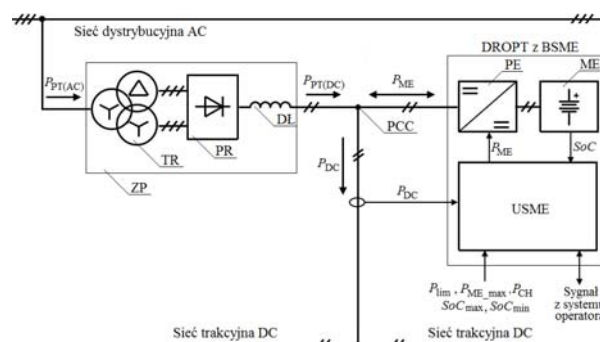 Sieć dystrybucyjna AC
DROPT z BSME
P_PT(AC)
P_PT(DC)
P_ME
PE
ME
DŁ
PCC
TR
PR
ZP
P_DC
P_DC
P_ME
SoC
USME
P_lim, P_ME_max, P_CH
SoC_max, SoC_min
Sygnał
z systemu
operatora
Sieć trakcyjna DC
Sieć trakcyjna DC